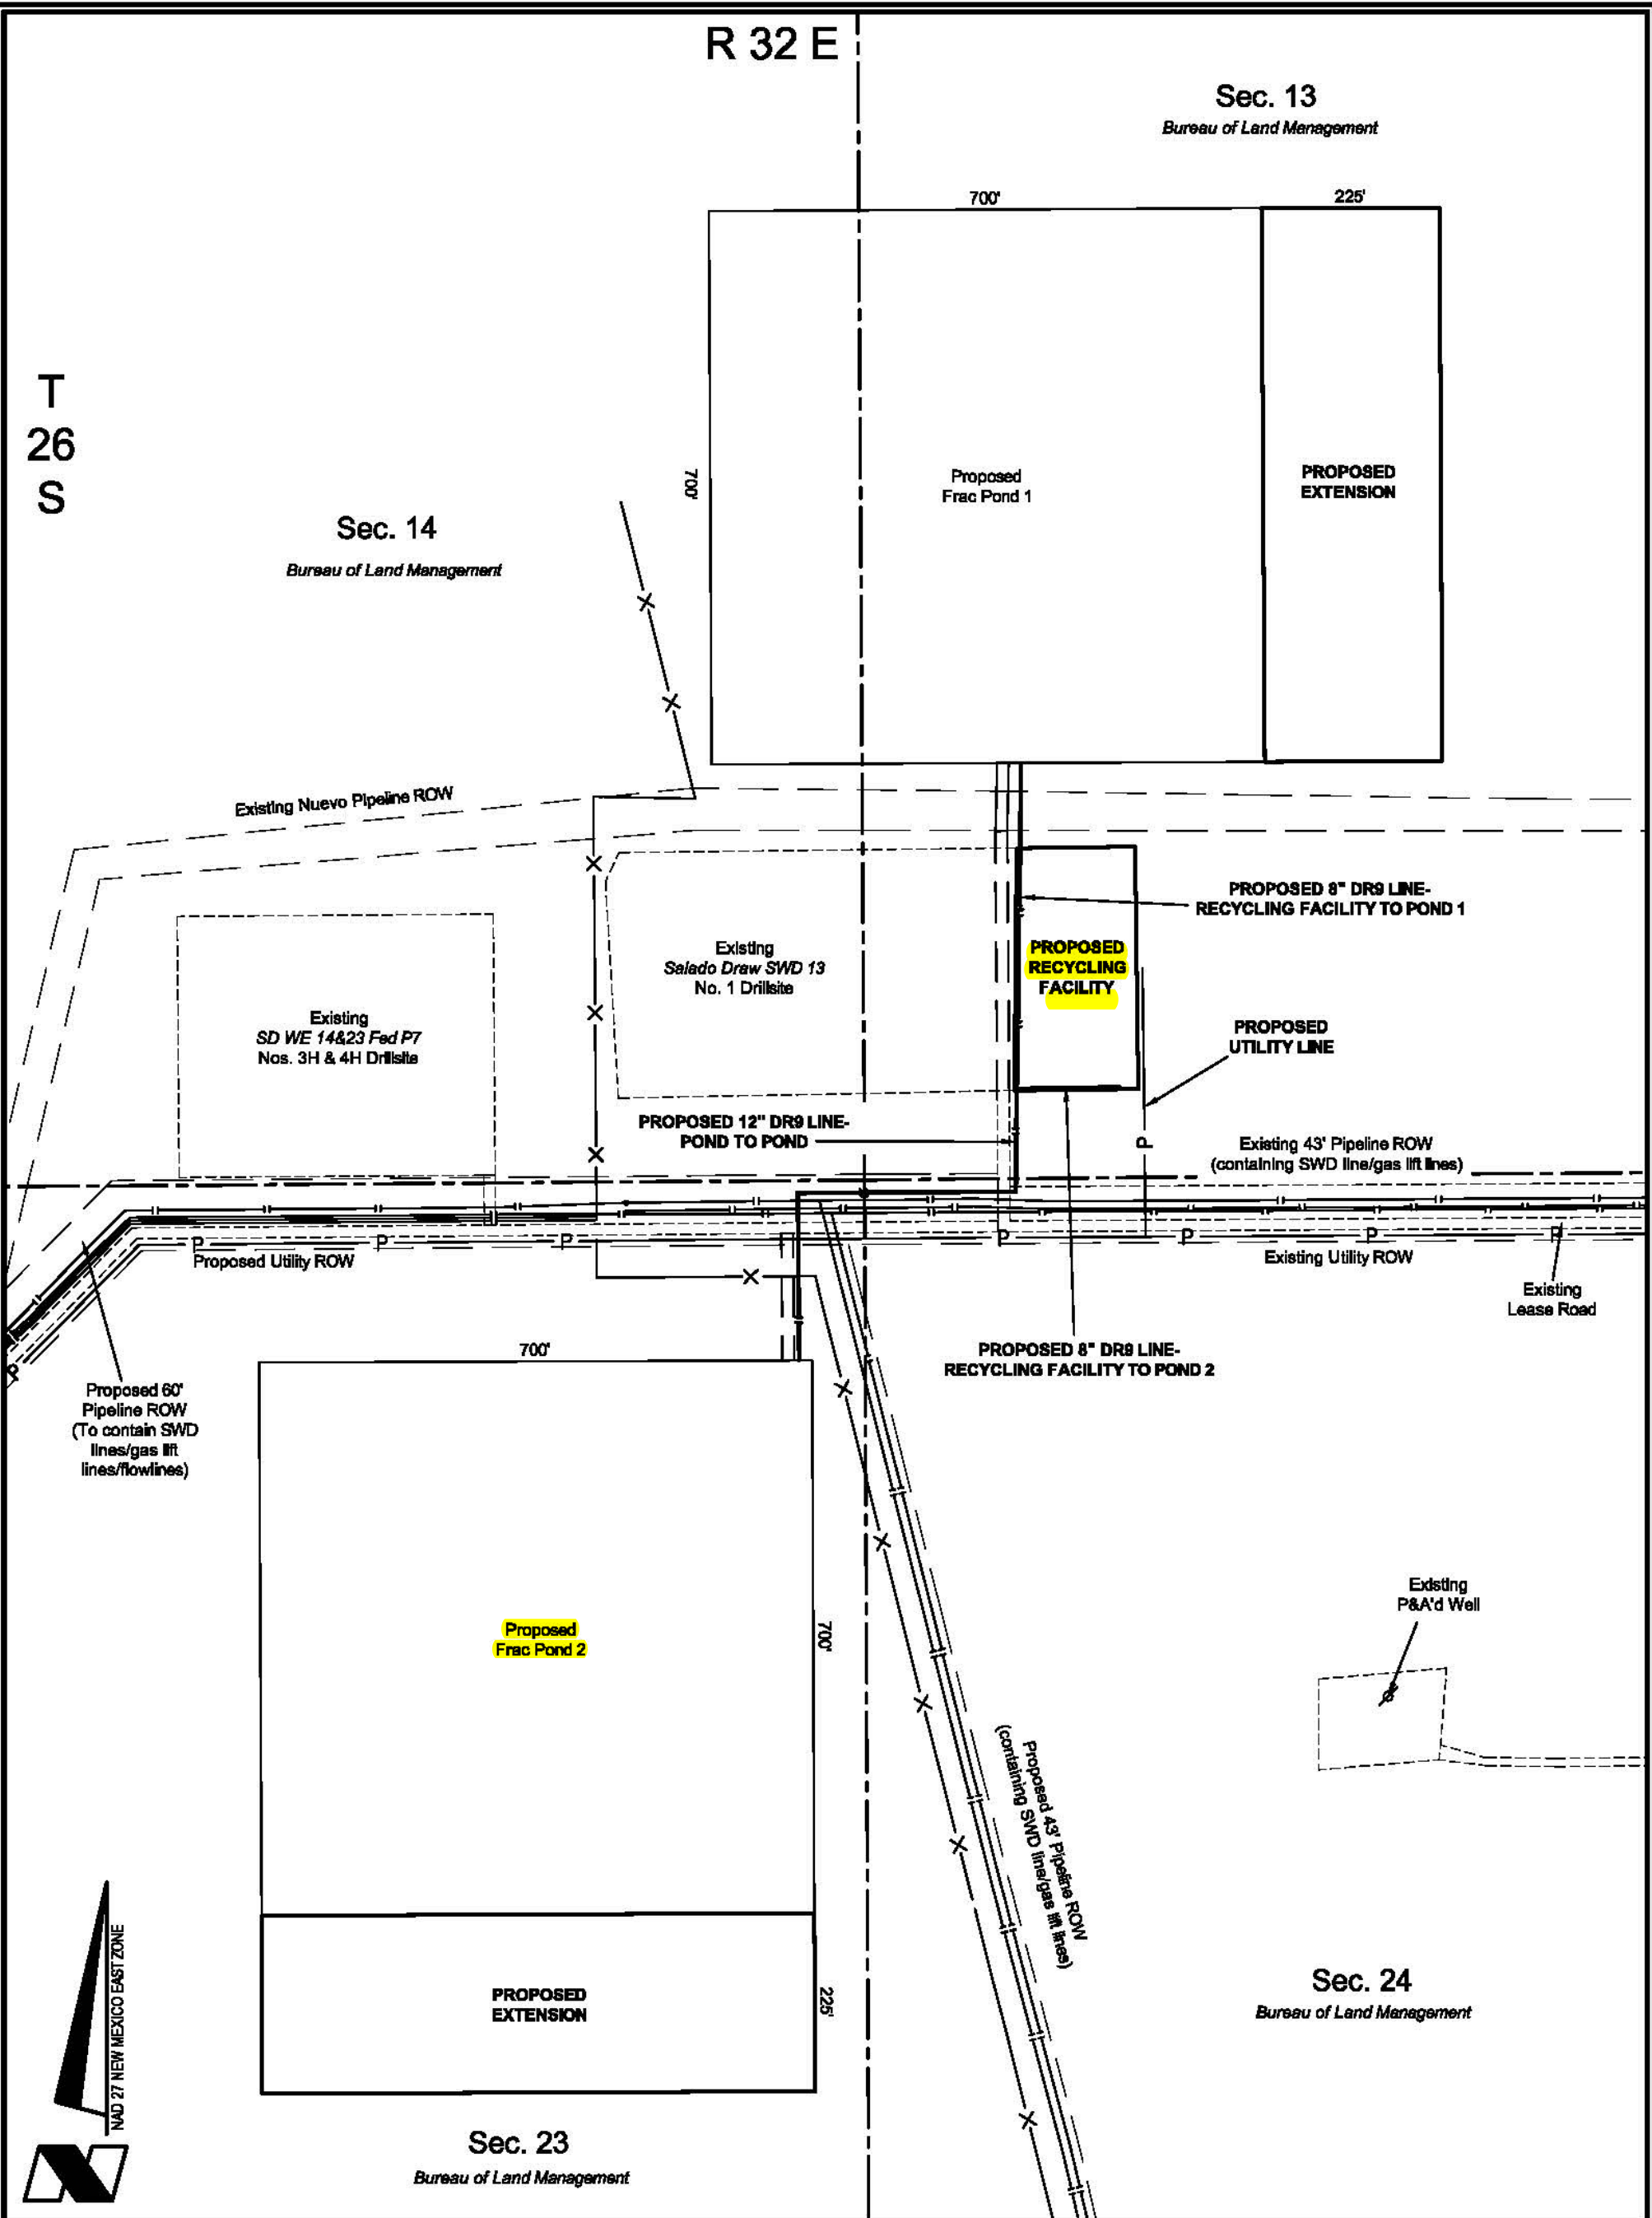 R 32 E
Sec. 13
Bureau of Land Management
700'
225'
T
26
S
700'
Proposed
Frac Pond 1
PROPOSED
EXTENSION
Sec. 14
Bureau of Land Management
Existing Nuevo Pipeline ROW
PROPOSED 8" DR9 LINE-
RECYCLING FACILITY TO POND 1
Existing
Salado Draw SWD 13
No. 1 Drillsite
PROPOSED
RECYCLING
FACILITY
Existing
SD WE 14&23 Fed P7
Nos. 3H & 4H Drillsite
PROPOSED
UTILITY LINE
PROPOSED 12" DR9 LINE-
POND TO POND
P
Existing 43' Pipeline ROW
(containing SWD line/gas lift lines)
P
P
P
P
P
P
P
P
Proposed Utility ROW
Existing Utility ROW
Existing
Lease Road
P
700'
PROPOSED 8" DR9 LINE-
RECYCLING FACILITY TO POND 2
Proposed 60'
Pipeline ROW
(To contain SWD
lines/gas lift
lines/flowlines)
Proposed
Frac Pond 2
700'
Existing
P&A'd Well
Proposed 43' Pipeline ROW
(containing SWD line/gas lift lines)
PROPOSED
EXTENSION
225'
Sec. 24
Bureau of Land Management
NAD 27 NEW MEXICO EAST ZONE
N
Sec. 23
Bureau of Land Management